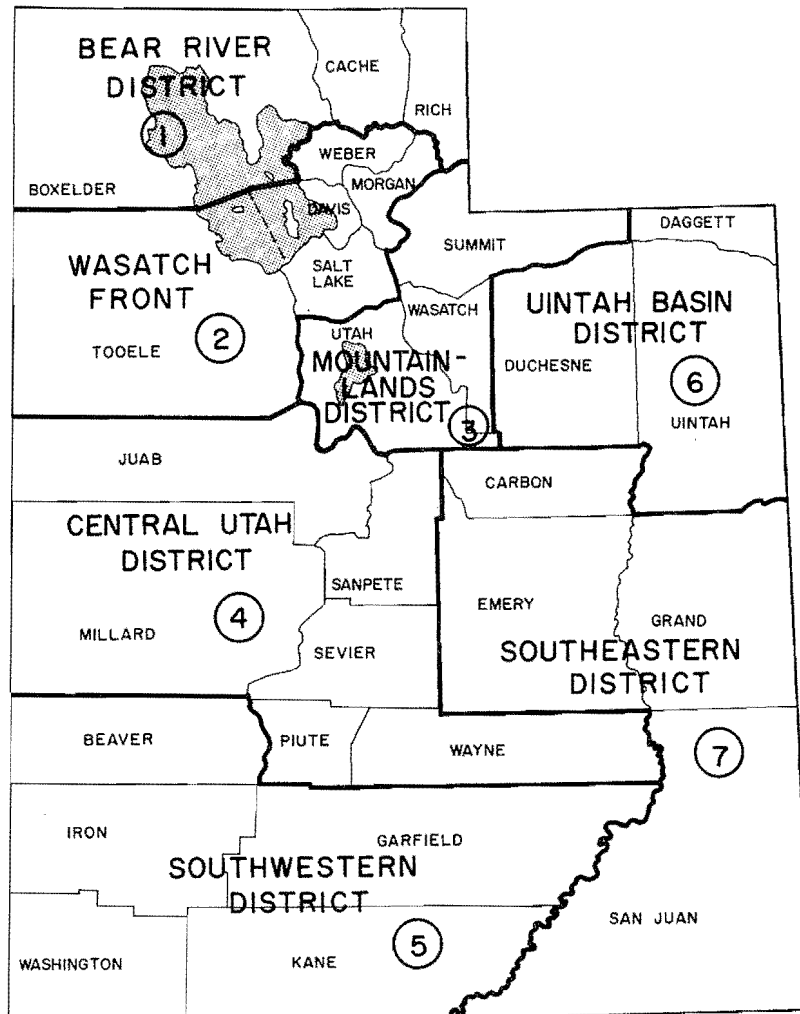 BEAR RIVER
DISTRICT
1
CACHE
RICH
BOXELDER
WEBER
MORGAN
DAVIS
SUMMIT
DAGGETT
WASATCH
FRONT
2
TOOELE
SALT
LAKE
WASATCH
UTAH
MOUNTAIN-
LANDS
DISTRICT
3
UINTAH BASIN
DISTRICT
6
DUCHESNE
UINTAH
JUAB
CARBON
CENTRAL UTAH
DISTRICT
4
SANPETE
MILLARD
SEVIER
EMERY
GRAND
SOUTHEASTERN
DISTRICT
7
BEAVER
PIUTE
WAYNE
IRON
GARFIELD
SOUTHWESTERN
DISTRICT
5
SAN JUAN
WASHINGTON
KANE